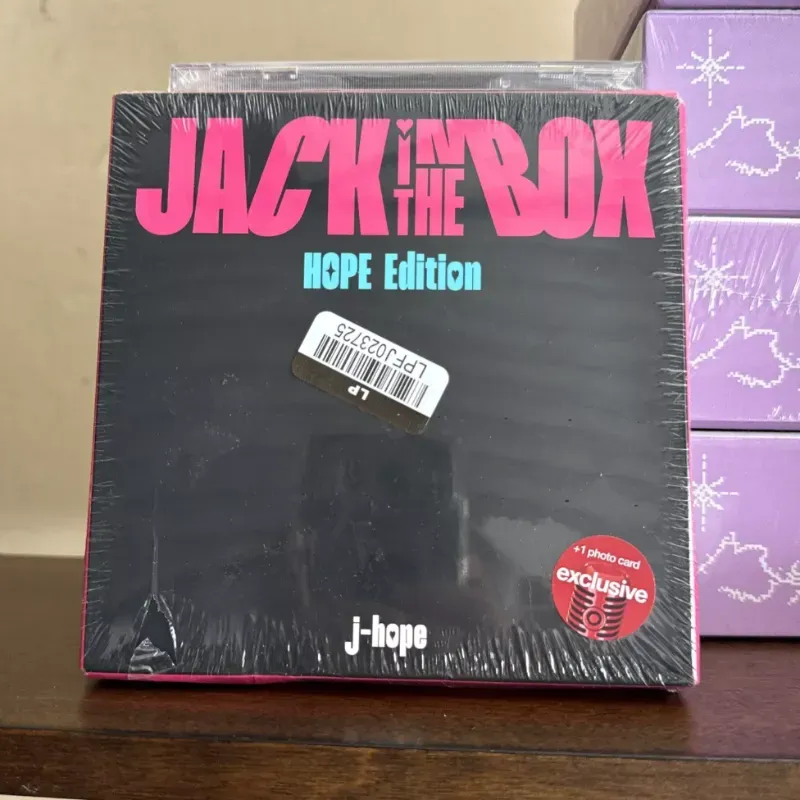 JACK IN THE BOX
HOPE Edition
LPFJ023725
LP
+1 photo card
exclusive
j-hope